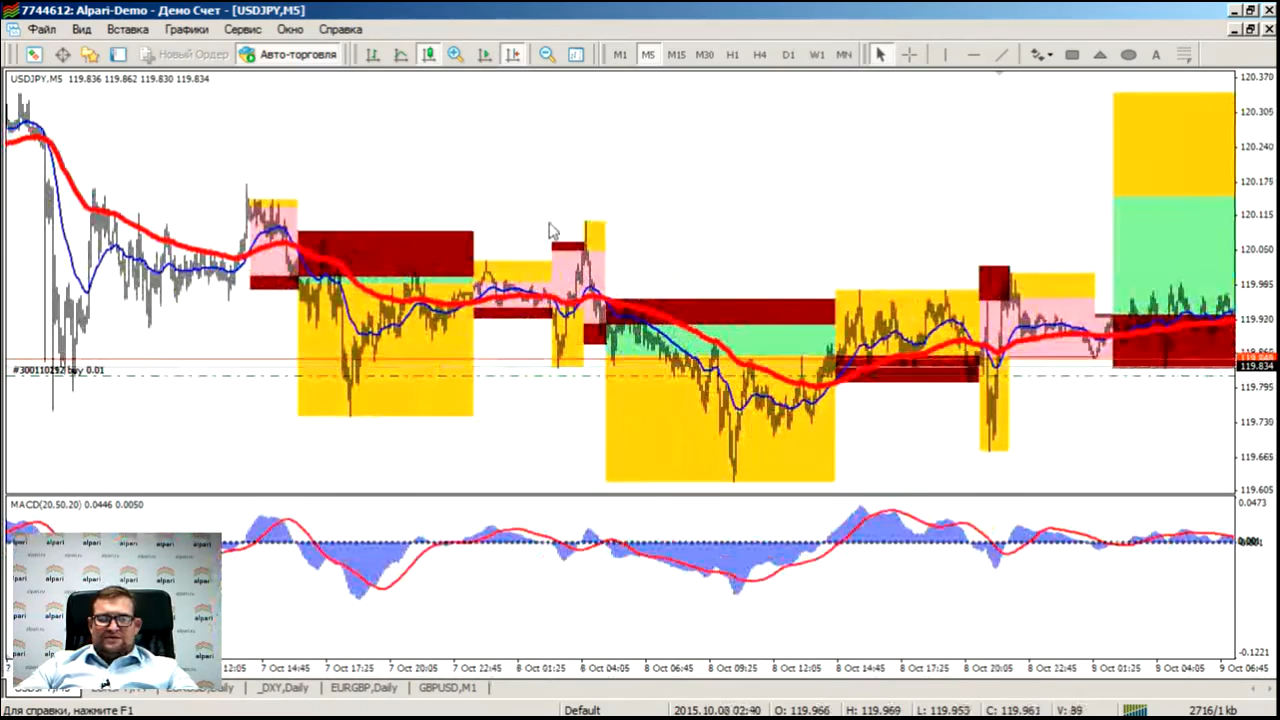 7744612: Alpari-Demo - Демо Счет - [USDJPY,M5]
Файл Вид Вставка Графики Сервис Окно Справка
Новый Ордер Авто-торговля M1 M5 M15 M30 H1 H4 D1 W1 MN A
USDJPY,M5 119.836 119.862 119.830 119.834
120.370
120.305
120.240
120.175
120.115
120.050
119.985
119.920
119.834
119.795
119.730
119.665
119.605
buy 0.01
MACD(20,50,20) 0.0446 0.0050
0.0473
-0.1221
alpari alpari alpari alpari
12:05 7 Oct 14:45 7 Oct 17:25 7 Oct 20:05 7 Oct 22:45 8 Oct 01:25 8 Oct 04:05 8 Oct 06:45 8 Oct 09:25 8 Oct 12:05 8 Oct 14:45 8 Oct 17:25 8 Oct 20:05 8 Oct 22:45 9 Oct 01:25 9 Oct 04:05 9 Oct 06:45
_DXY,Daily EURGBP,Daily GBPUSD,M1
Для справки, нажмите F1 Default 2015.10.08 02:40 O: 119.966 H: 119.969 L: 119.953 C: 119.961 V: 89 2716/1 kb